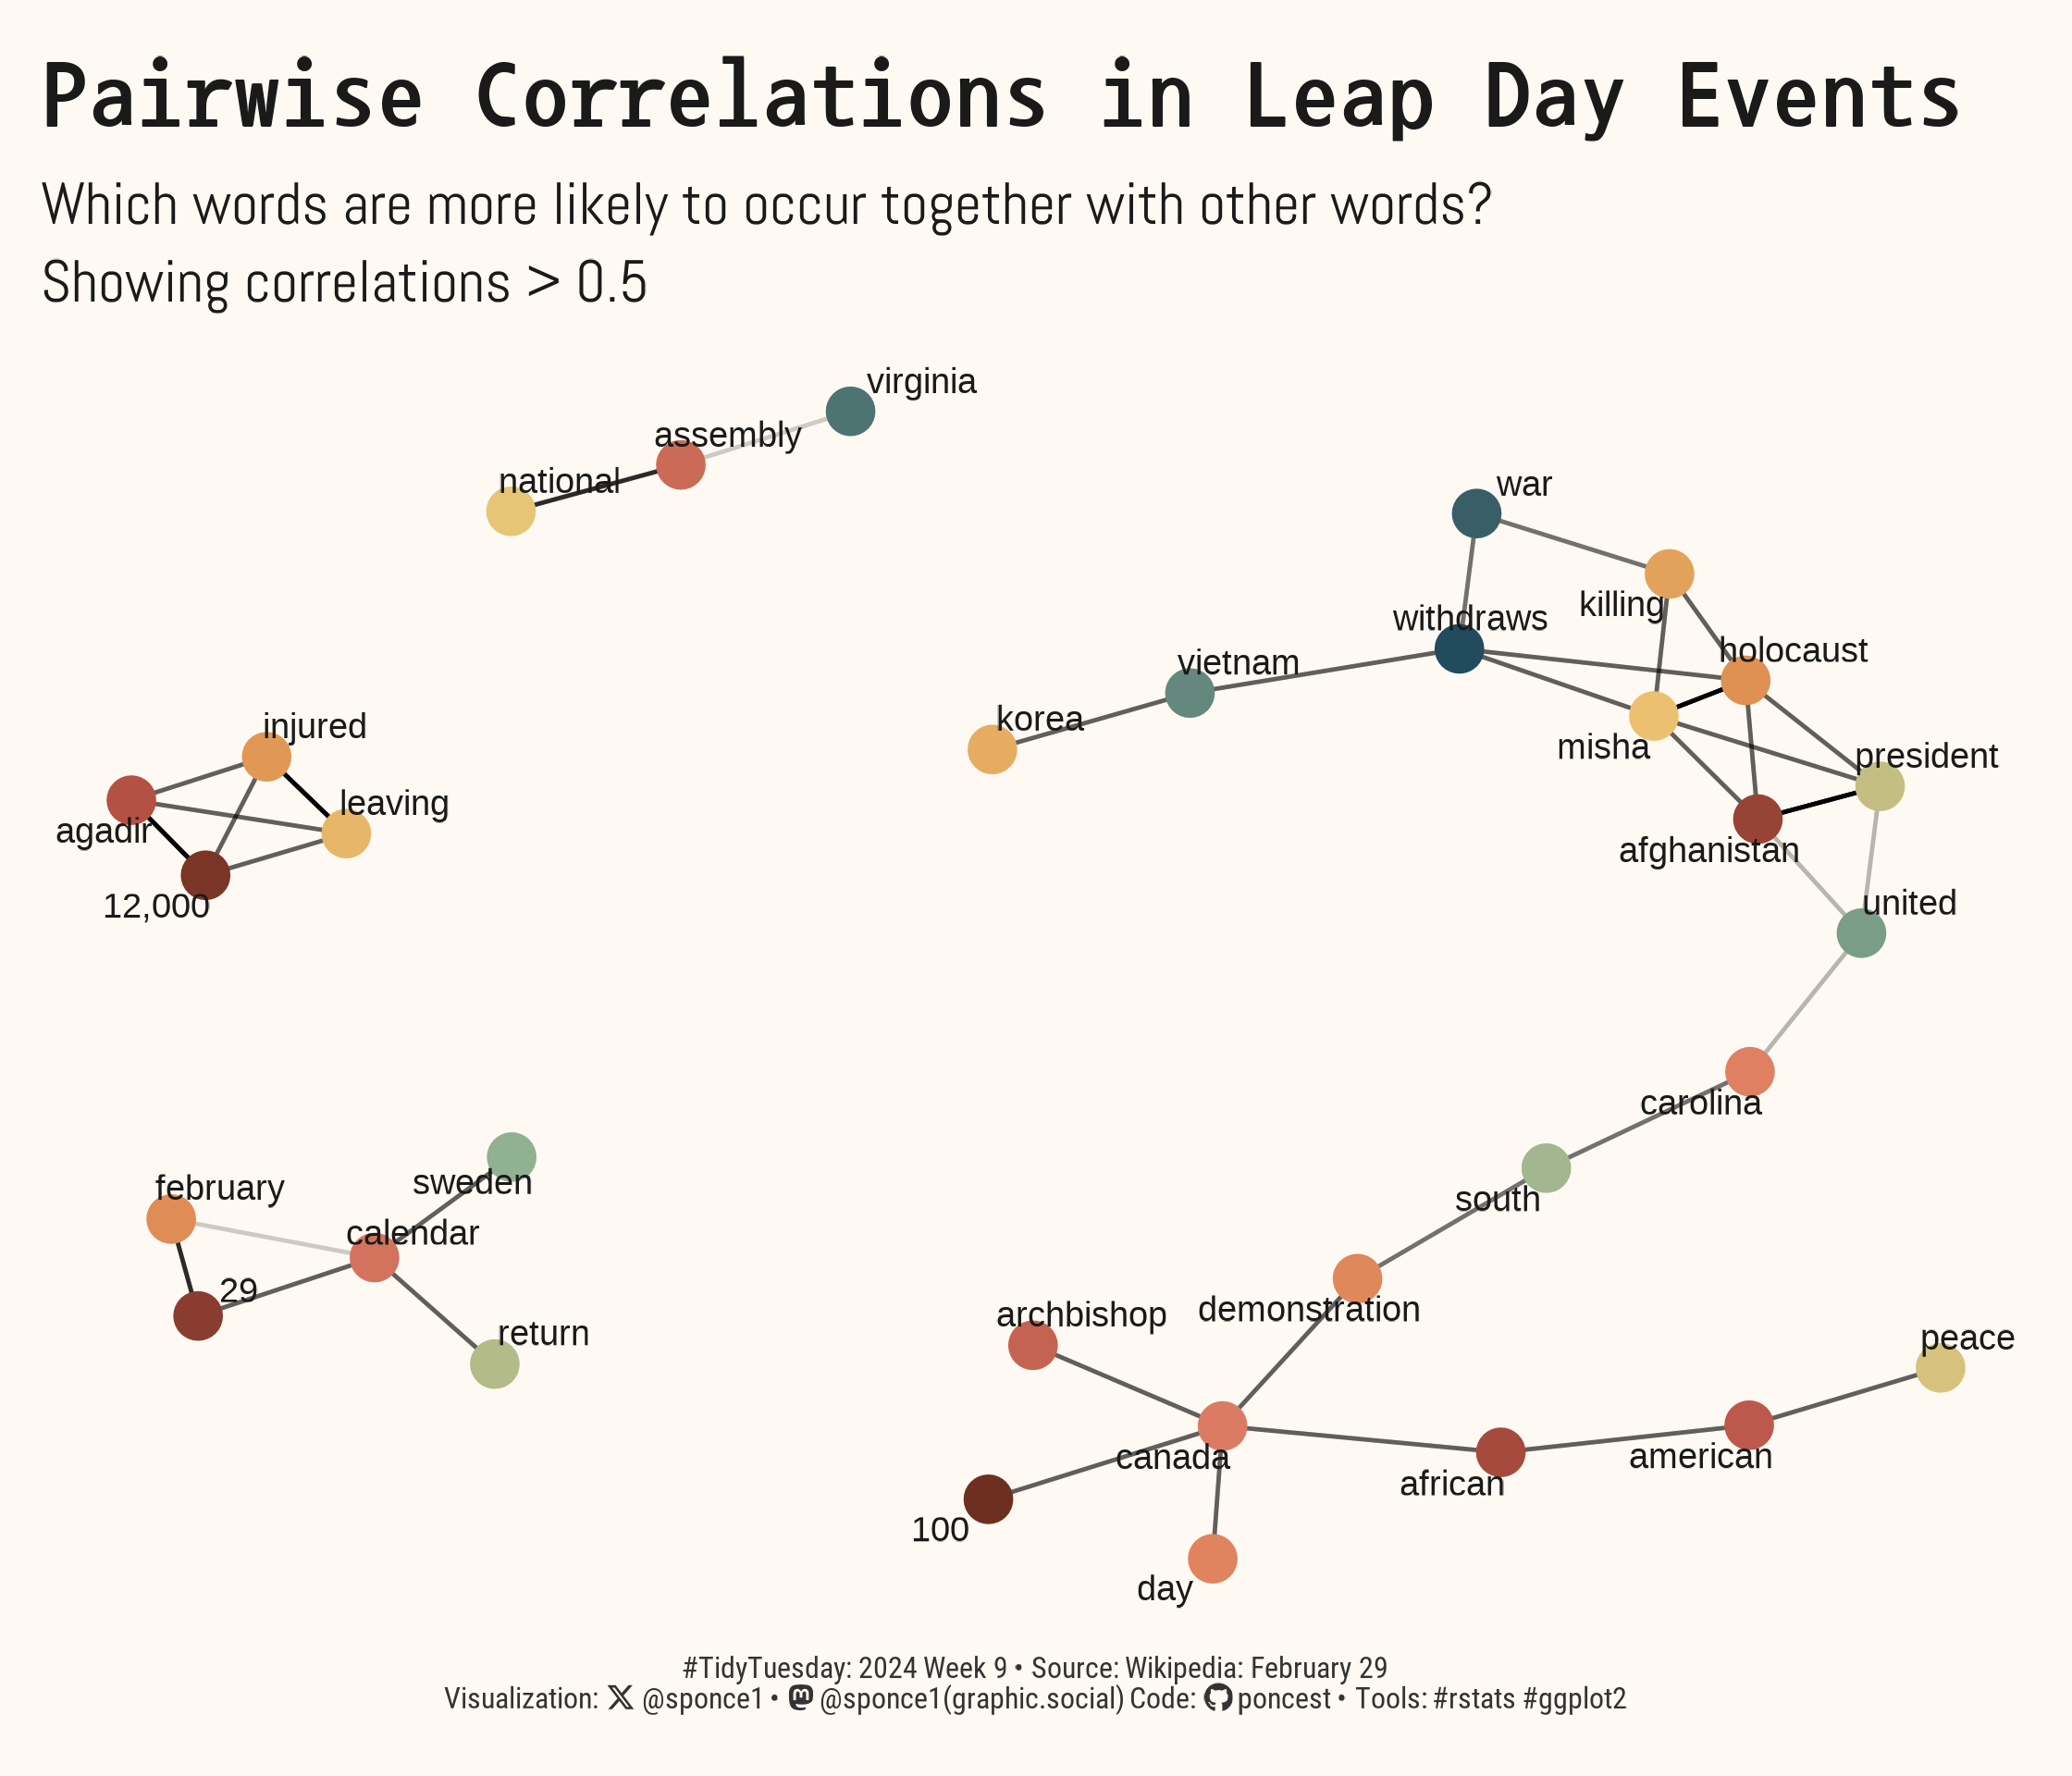 Pairwise Correlations in Leap Day Events
Which words are more likely to occur together with other words?
Showing correlations > 0.5
virginia
assembly
national
war
killing
withdraws
holocaust
vietnam
korea
misha
president
injured
leaving
agadir
afghanistan
12,000
united
carolina
sweden
february
south
calendar
29
demonstration
archbishop
return
peace
canada
american
african
100
day
#TidyTuesday: 2024 Week 9 • Source: Wikipedia: February 29
Visualization: @sponce1 • @sponce1(graphic.social) Code: poncest • Tools: #rstats #ggplot2